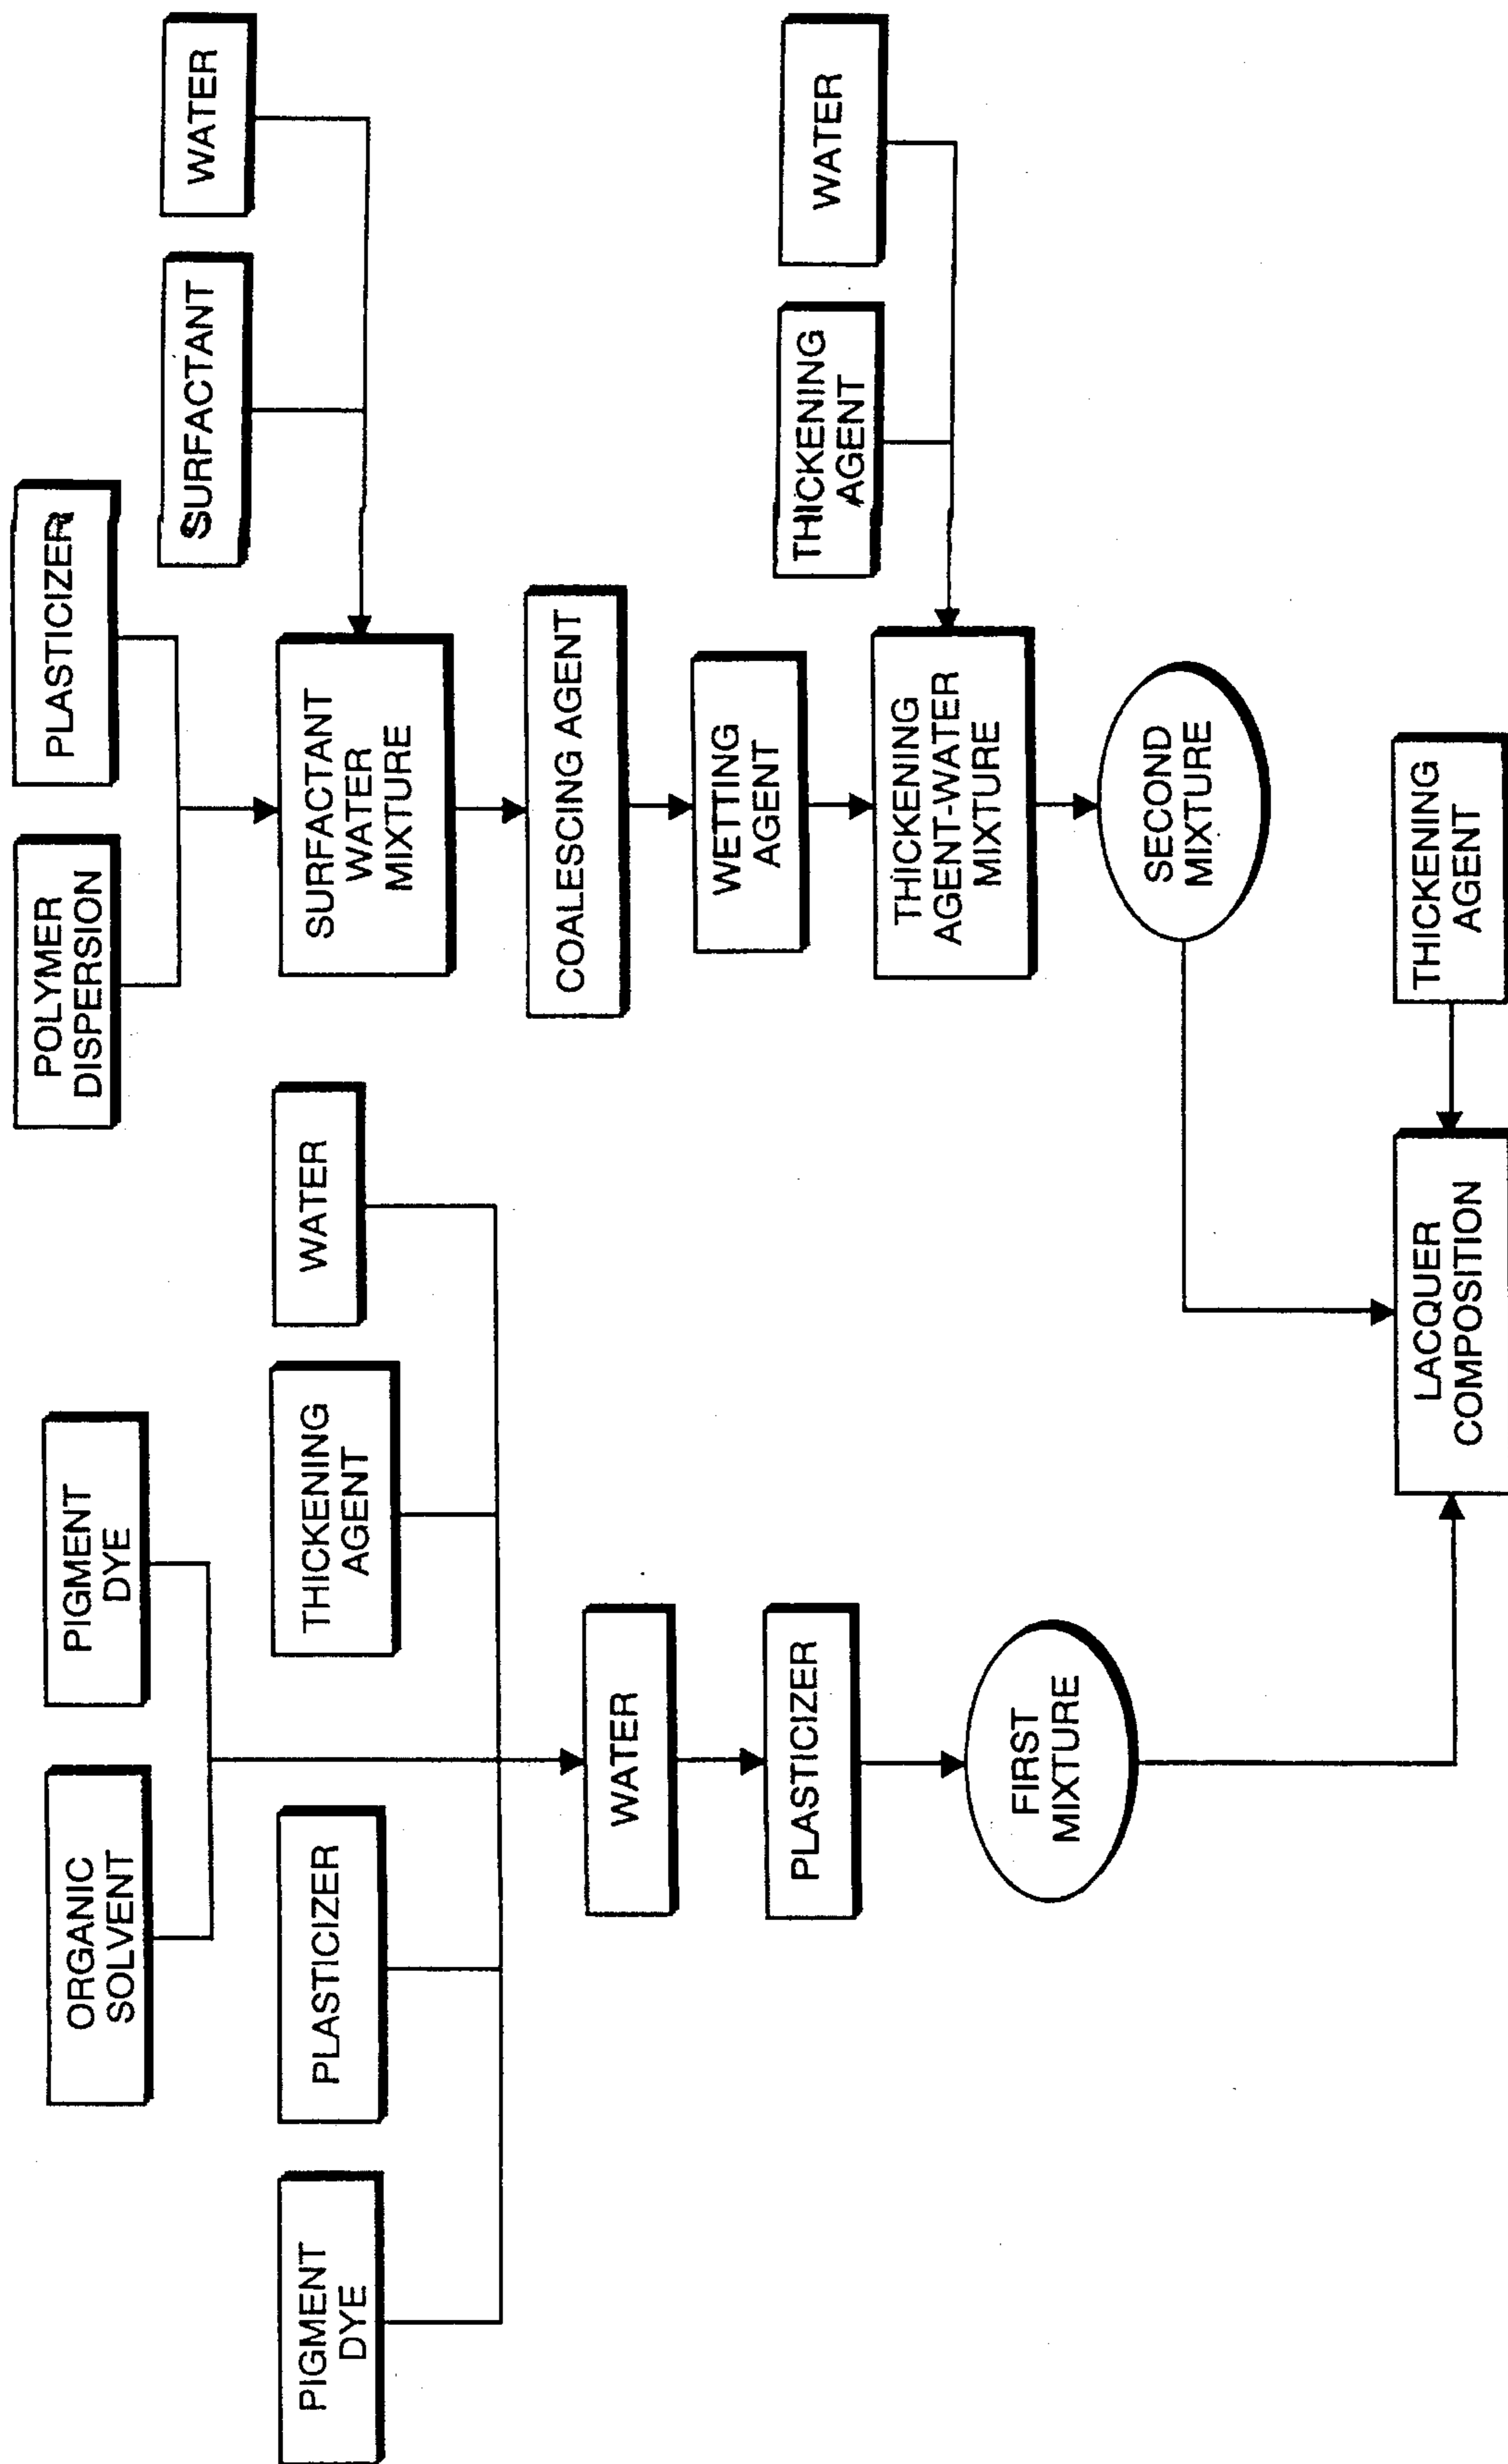 ORGANIC
SOLVENT
PIGMENT
DYE
PIGMENT
DYE
PLASTICIZER
THICKENING
AGENT
WATER
WATER
PLASTICIZER
FIRST
MIXTURE
POLYMER
DISPERSION
PLASTICIZER
SURFACTANT
WATER
SURFACTANT
WATER
MIXTURE
COALESCING AGENT
WETTING
AGENT
THICKENING
AGENT
WATER
THICKENING
AGENT-WATER
MIXTURE
SECOND
MIXTURE
THICKENING
AGENT
LACQUER
COMPOSITION